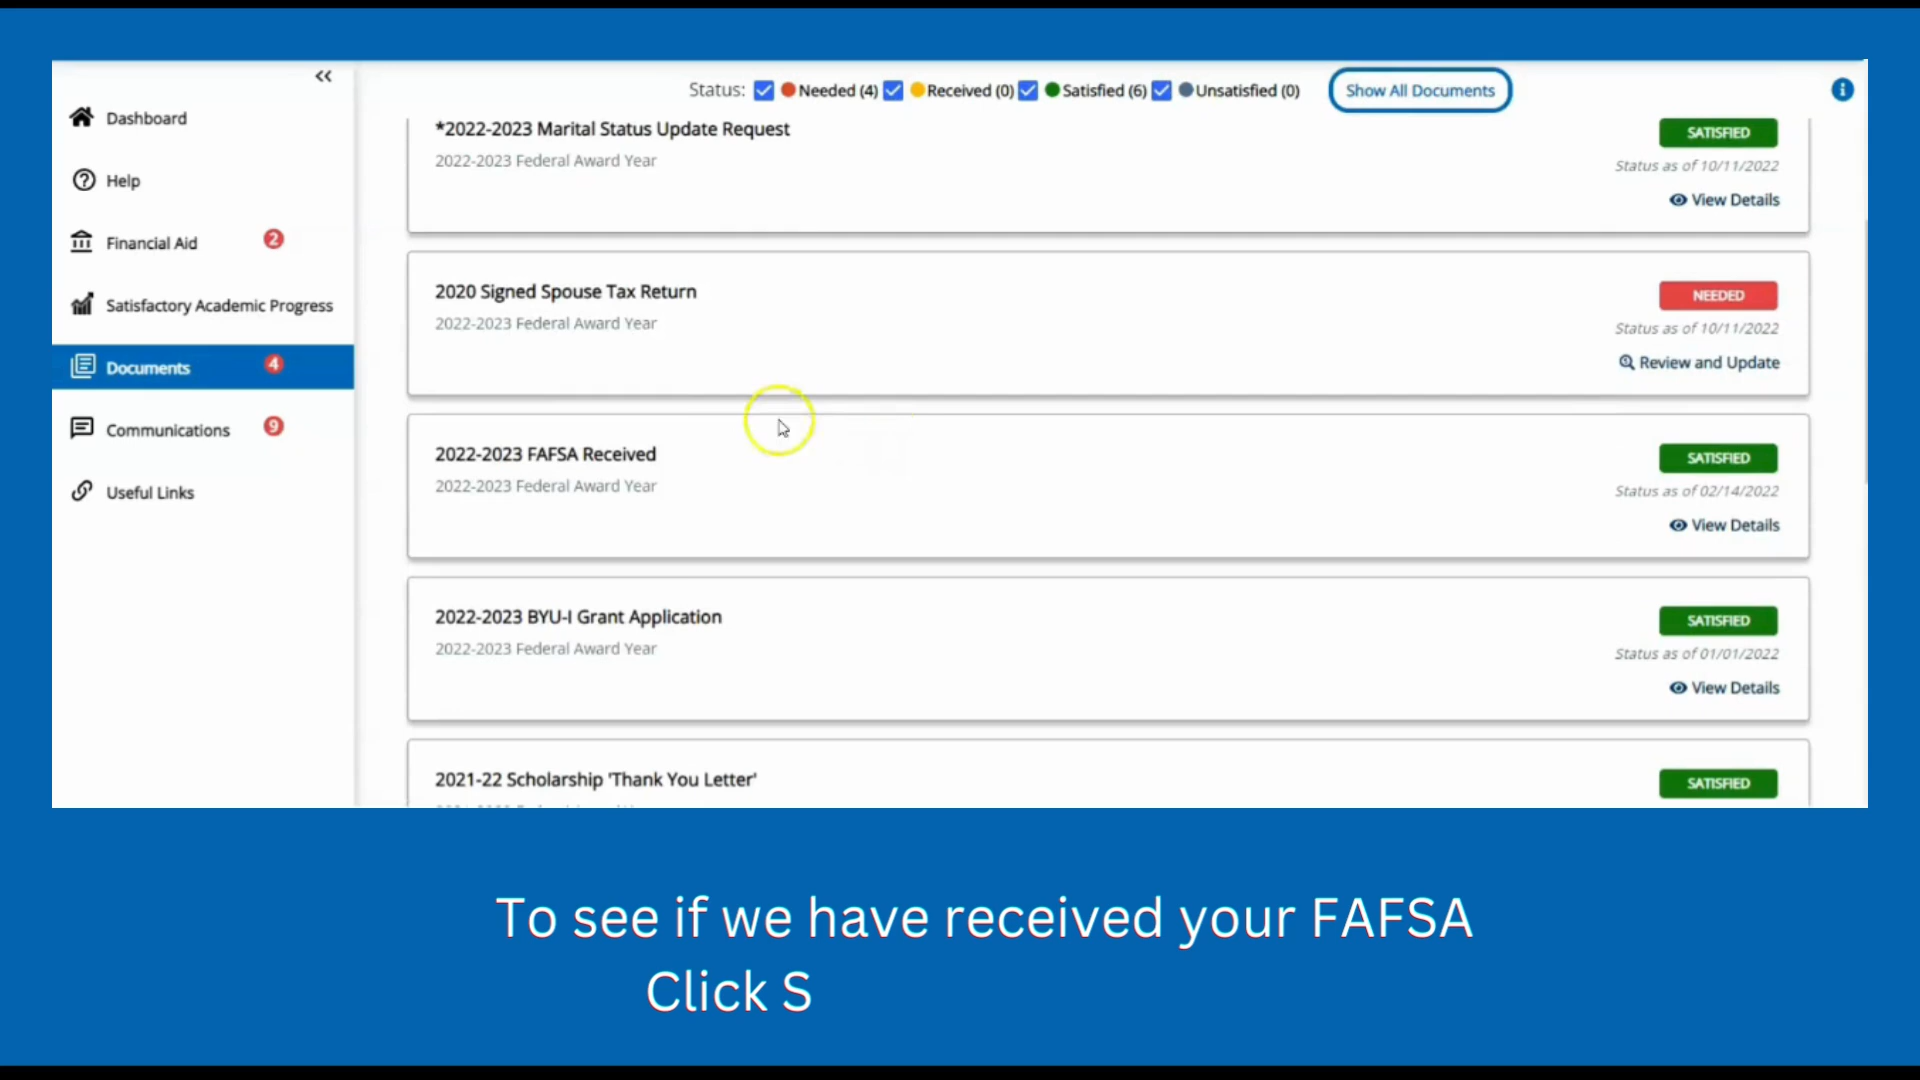 Status: Needed (4) Received (0) Satisfied (6) Unsatisfied (0) Show All Documents
Dashboard
Help
Financial Aid 2
Satisfactory Academic Progress
Documents 4
Communications 9
Useful Links
*2022-2023 Marital Status Update Request SATISFIED
2022-2023 Federal Award Year Status as of 10/11/2022
View Details
2020 Signed Spouse Tax Return NEEDED
2022-2023 Federal Award Year Status as of 10/11/2022
Review and Update
2022-2023 FAFSA Received SATISFIED
2022-2023 Federal Award Year Status as of 02/14/2022
View Details
2022-2023 BYU-I Grant Application SATISFIED
2022-2023 Federal Award Year Status as of 01/01/2022
View Details
2021-22 Scholarship 'Thank You Letter' SATISFIED
To see if we have received your FAFSA
Click S